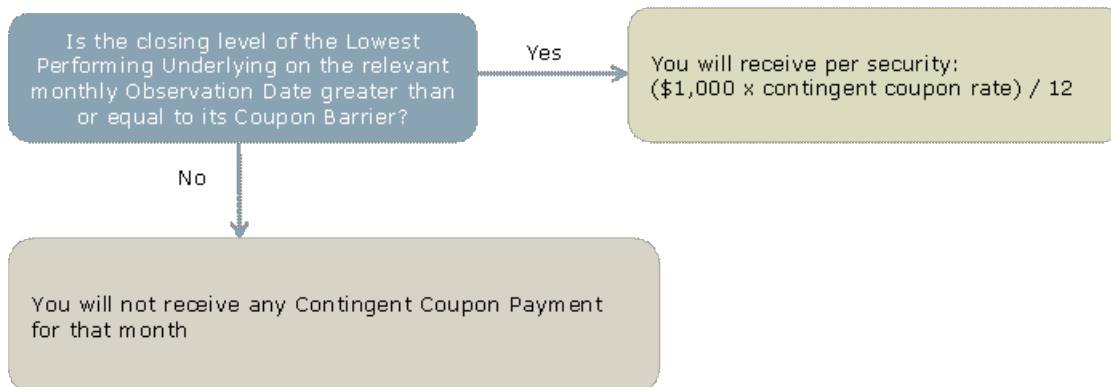 Is the closing level of the Lowest
Performing Underlying on the relevant
monthly Observation Date greater than
or equal to its Coupon Barrier?
Yes
You will receive per security:
($1,000 x contingent coupon rate) / 12
No
You will not receive any Contingent Coupon Payment
for that month